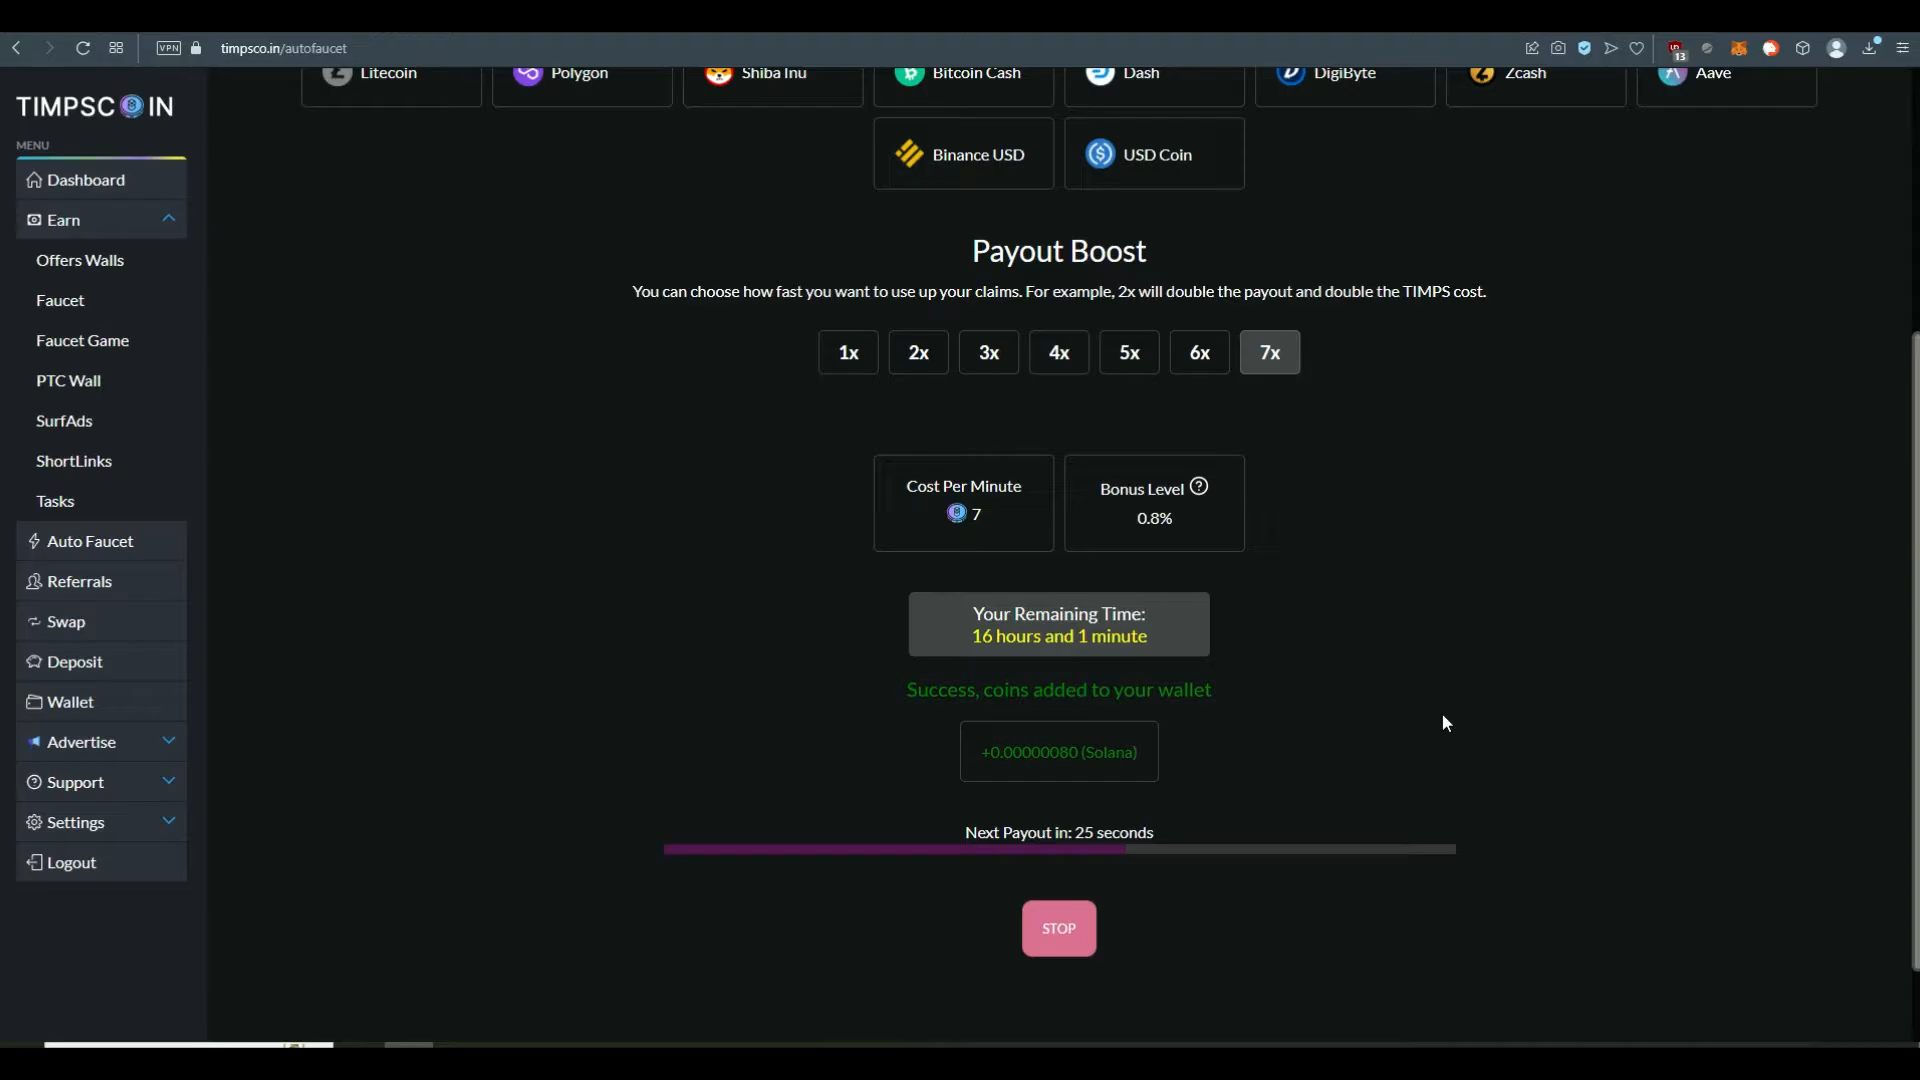 VPN
timpsco.in/autofaucet
13
TIMPSCOIN
MENU
Dashboard
Earn
Offers Walls
Faucet
Faucet Game
PTC Wall
SurfAds
ShortLinks
Tasks
Auto Faucet
Referrals
Swap
Deposit
Wallet
Advertise
Support
Settings
Logout
Litecoin
Polygon
Shiba Inu
Bitcoin Cash
Dash
DigiByte
Zcash
Aave
Binance USD
USD Coin
Payout Boost
You can choose how fast you want to use up your claims. For example, 2x will double the payout and double the TIMPS cost.
1x
2x
3x
4x
5x
6x
7x
Cost Per Minute
7
Bonus Level
0.8%
Your Remaining Time:
16 hours and 1 minute
Success, coins added to your wallet
+0.00000080 (Solana)
Next Payout in: 25 seconds
STOP